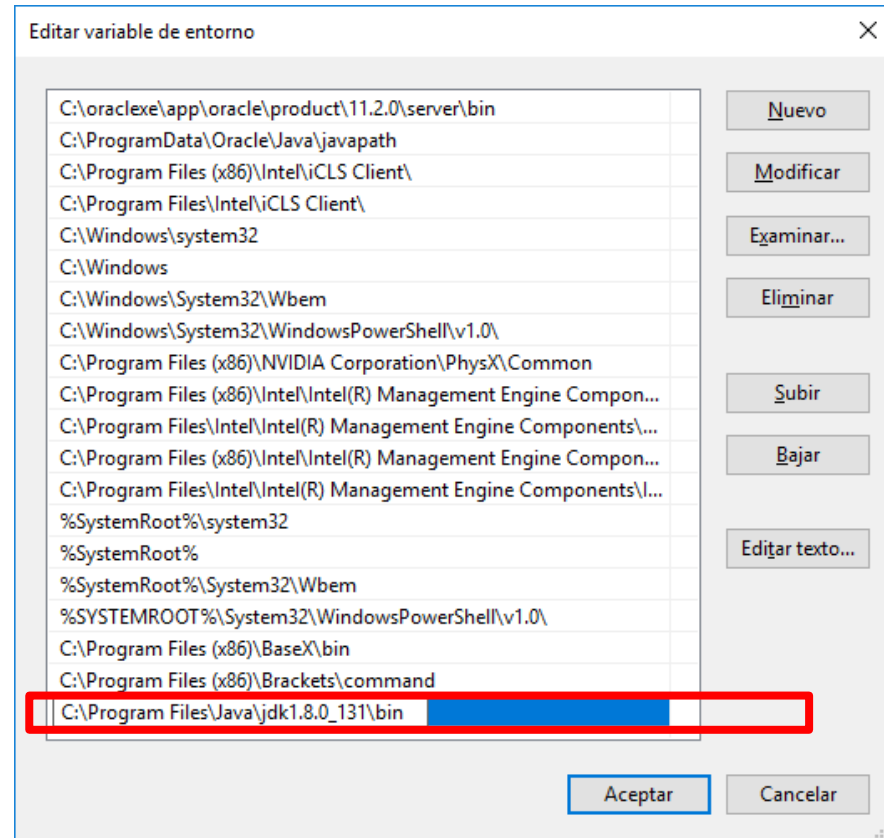 Editar variable de entorno
C:\oraclexe\app\oracle\product\11.2.0\server\bin
C:\ProgramData\Oracle\Java\javapath
C:\Program Files (x86)\Intel\iCLS Client\
C:\Program Files\Intel\iCLS Client\
C:\Windows\system32
C:\Windows
C:\Windows\System32\Wbem
C:\Windows\System32\WindowsPowerShell\v1.0\
C:\Program Files (x86)\NVIDIA Corporation\PhysX\Common
C:\Program Files (x86)\Intel\Intel(R) Management Engine Compon...
C:\Program Files\Intel\Intel(R) Management Engine Components\...
C:\Program Files (x86)\Intel\Intel(R) Management Engine Compon...
C:\Program Files\Intel\Intel(R) Management Engine Components\I...
%SystemRoot%\system32
%SystemRoot%
%SystemRoot%\System32\Wbem
%SYSTEMROOT%\System32\WindowsPowerShell\v1.0\
C:\Program Files (x86)\BaseX\bin
C:\Program Files (x86)\Brackets\command
C:\Program Files\Java\jdk1.8.0_131\bin
Nuevo
Modificar
Examinar...
Eliminar
Subir
Bajar
Editar texto...
Aceptar
Cancelar